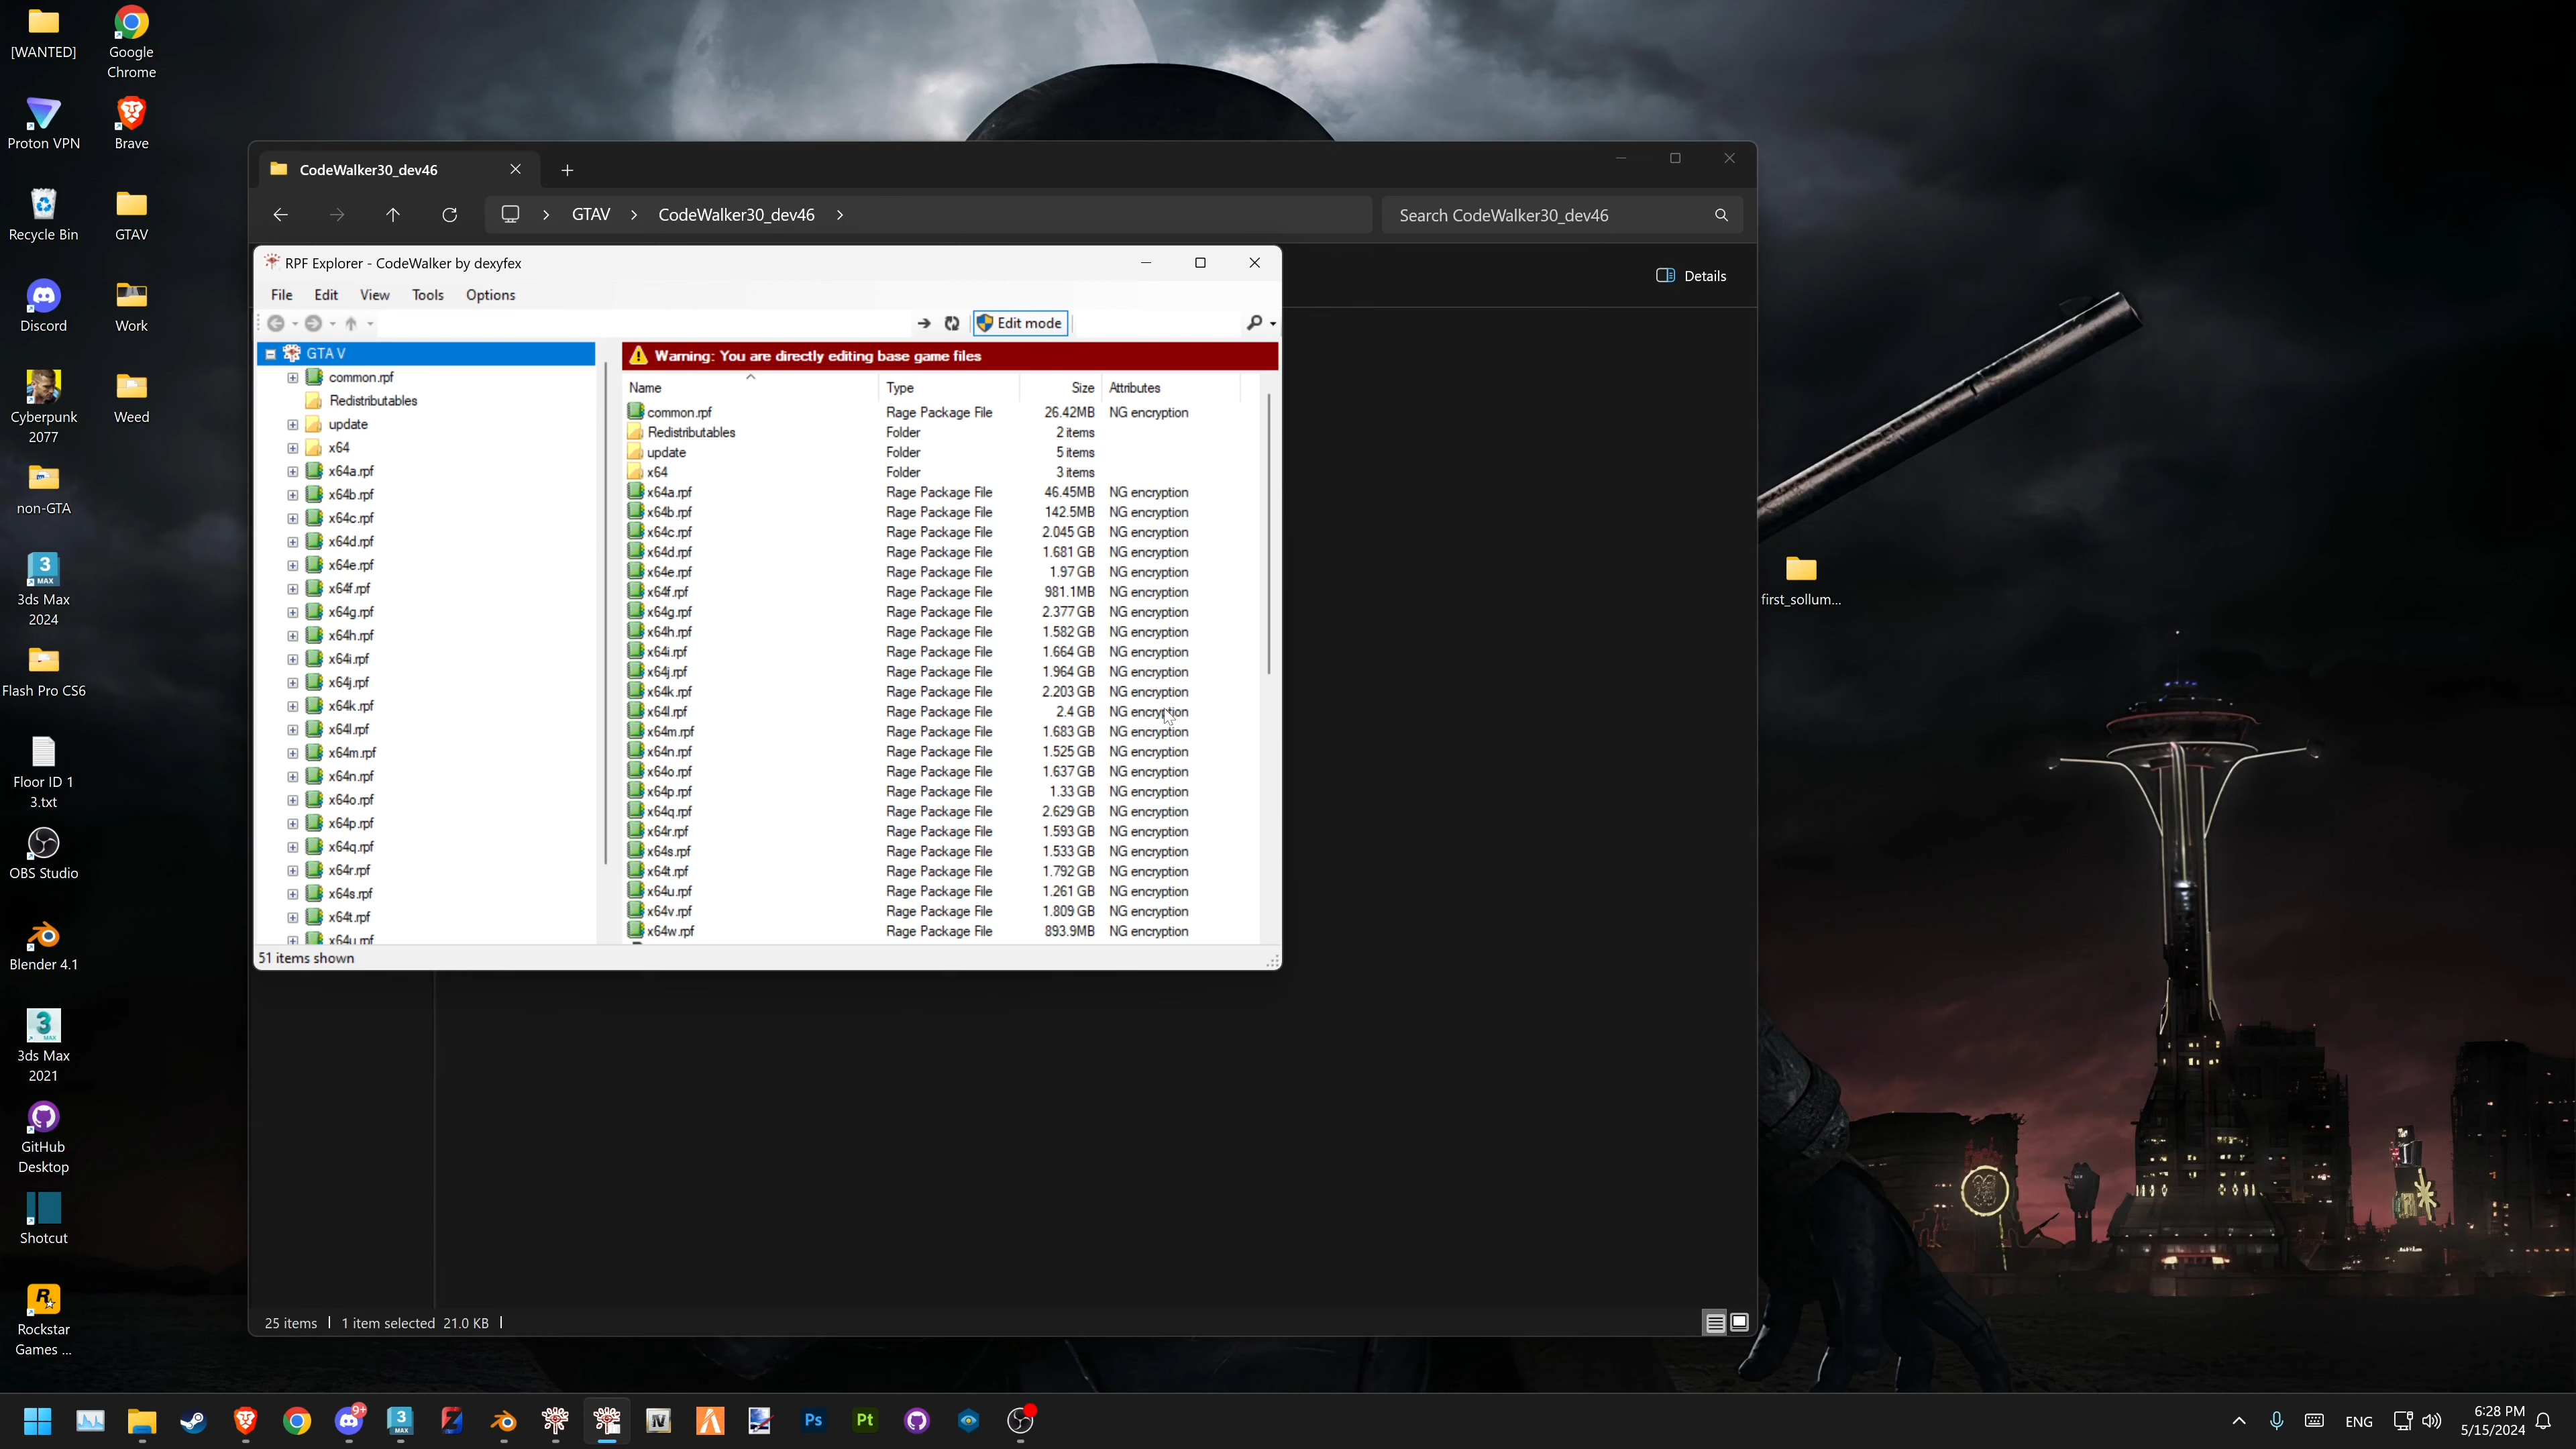 [WANTED]
Google
Chrome
Proton VPN
Brave
Recycle Bin
GTAV
Discord
Work
Cyberpunk
2077
Weed
non-GTA
3
MAX
3ds Max
2024
Flash Pro CS6
Floor ID 1
3.txt
OBS Studio
Blender 4.1
3
MAX
3ds Max
2021
GitHub
Desktop
Shotcut
R
Rockstar
Games ...
first_sollum...
CodeWalker30_dev46
GTAV
CodeWalker30_dev46
Search CodeWalker30_dev46
Details
RPF Explorer - CodeWalker by dexyfex
File Edit View Tools Options
Edit mode
GTA V
common.rpf
Redistributables
update
x64
x64a.rpf
x64b.rpf
x64c.rpf
x64d.rpf
x64e.rpf
x64f.rpf
x64g.rpf
x64h.rpf
x64i.rpf
x64j.rpf
x64k.rpf
x64l.rpf
x64m.rpf
x64n.rpf
x64o.rpf
x64p.rpf
x64q.rpf
x64r.rpf
x64s.rpf
x64t.rpf
x64u.rpf
Warning: You are directly editing base game files
Name Type Size Attributes
common.rpf Rage Package File 26.42MB NG encryption
Redistributables Folder 2 items
update Folder 5 items
x64 Folder 3 items
x64a.rpf Rage Package File 46.45MB NG encryption
x64b.rpf Rage Package File 142.5MB NG encryption
x64c.rpf Rage Package File 2.045 GB NG encryption
x64d.rpf Rage Package File 1.681 GB NG encryption
x64e.rpf Rage Package File 1.97 GB NG encryption
x64f.rpf Rage Package File 981.1MB NG encryption
x64g.rpf Rage Package File 2.377 GB NG encryption
x64h.rpf Rage Package File 1.582 GB NG encryption
x64i.rpf Rage Package File 1.664 GB NG encryption
x64j.rpf Rage Package File 1.964 GB NG encryption
x64k.rpf Rage Package File 2.203 GB NG encryption
x64l.rpf Rage Package File 2.4 GB NG encryption
x64m.rpf Rage Package File 1.683 GB NG encryption
x64n.rpf Rage Package File 1.525 GB NG encryption
x64o.rpf Rage Package File 1.637 GB NG encryption
x64p.rpf Rage Package File 1.33 GB NG encryption
x64q.rpf Rage Package File 2.629 GB NG encryption
x64r.rpf Rage Package File 1.593 GB NG encryption
x64s.rpf Rage Package File 1.533 GB NG encryption
x64t.rpf Rage Package File 1.792 GB NG encryption
x64u.rpf Rage Package File 1.261 GB NG encryption
x64v.rpf Rage Package File 1.809 GB NG encryption
x64w.rpf Rage Package File 893.9MB NG encryption
51 items shown
25 items 1 item selected 21.0 KB
9+
3
MAX
Ps
Pt
ENG
6:28 PM
5/15/2024